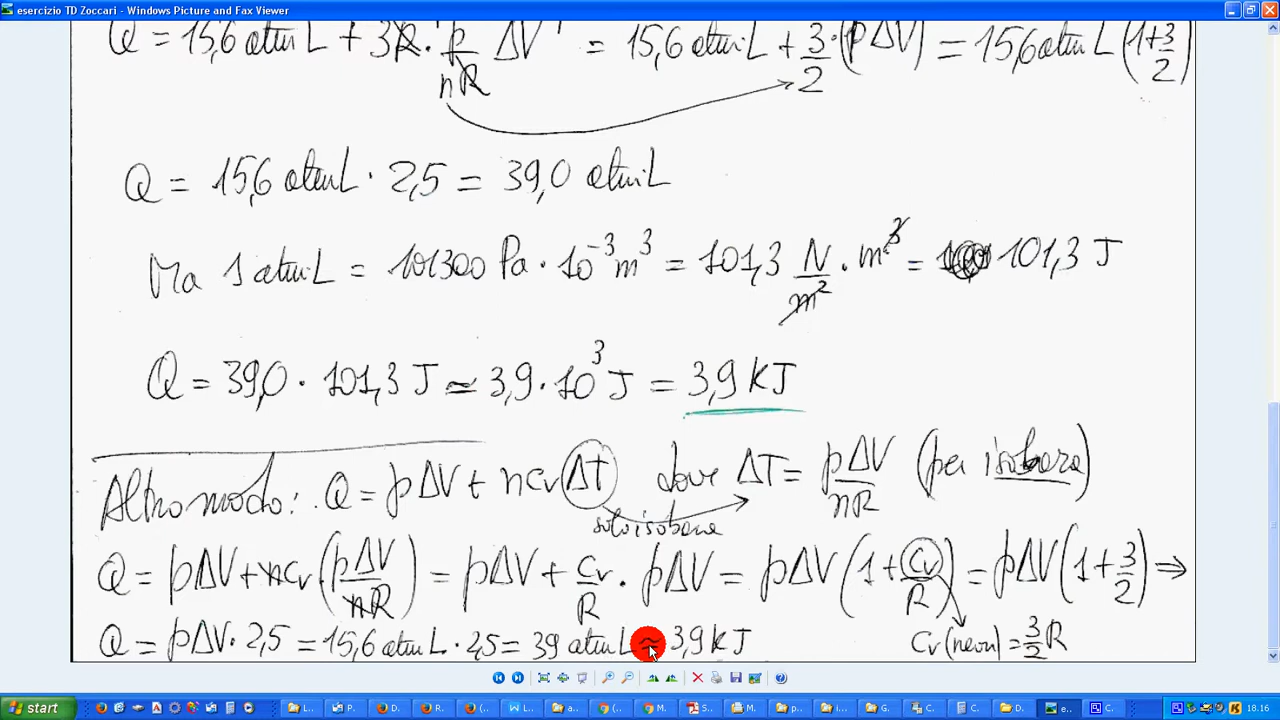 esercizio TD Zoccari - Windows Picture and Fax Viewer
Q = 15,6 atm·L + 3R · p/nR ΔV = 15,6 atm·L + 3/2 · (pΔV) = 15,6 atm·L (1+3/2)
Q = 15,6 atm·L · 2,5 = 39,0 atm·L
Ma 1 atm·L = 101300 Pa · 10⁻³ m³ = 101,3 N/m² · m³ = 101,3 J
Q = 39,0 · 101,3 J ≃ 3,9 · 10³ J = 3,9 KJ
Altro modo: Q = pΔV + ncv ΔT dove ΔT = pΔV/nR (per isobara)
solo isobare
Q = pΔV + ncv (pΔV/nR) = pΔV + cv/R · pΔV = pΔV (1 + cv/R) = pΔV (1 + 3/2) ⇒
Q = pΔV · 2,5 = 15,6 atm·L · 2,5 = 39 atm·L ≃ 3,9 kJ Cv (neon) = 3/2 R
start L... P... D... R... (... W L... L... M... S... M... p... i... G... C... C... D... e... C... 18.16